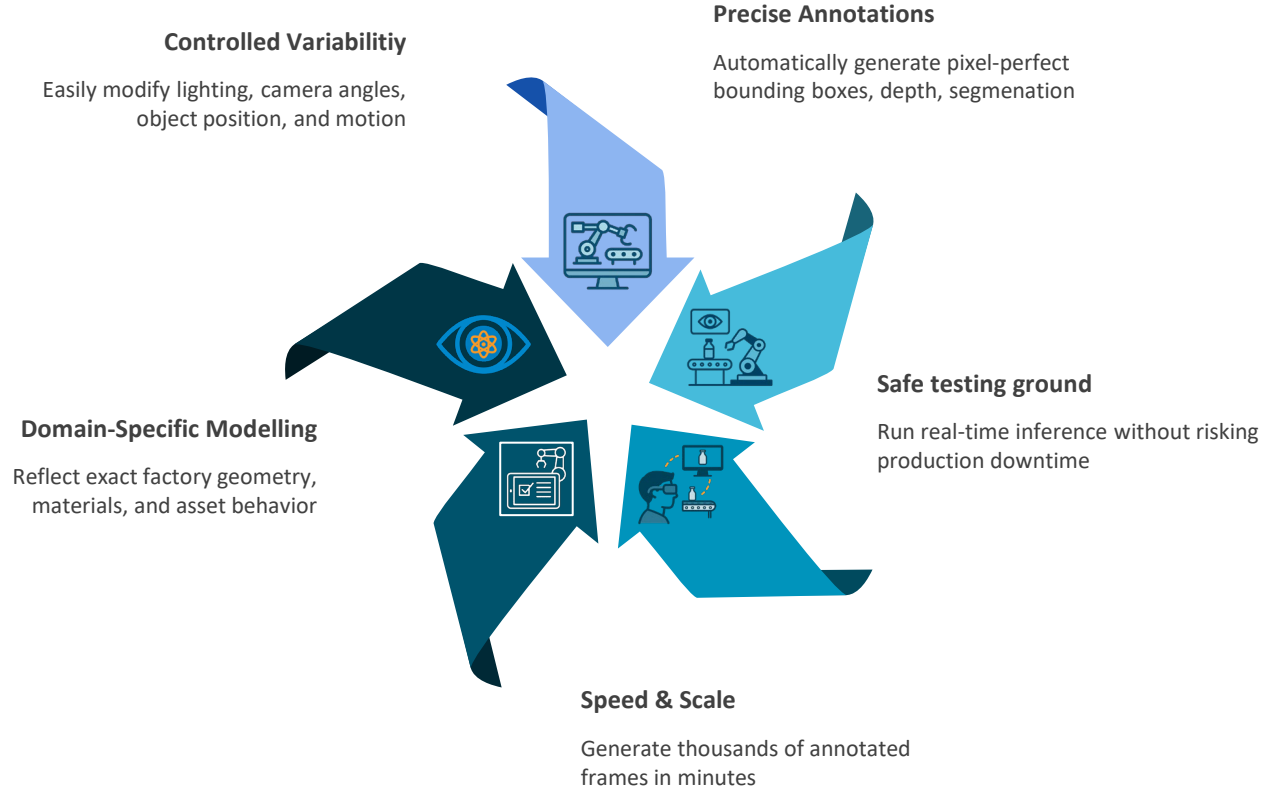 Precise Annotations
Automatically generate pixel-perfect
bounding boxes, depth, segmenation
Controlled Variabilitiy
Easily modify lighting, camera angles,
object position, and motion
Safe testing ground
Run real-time inference without risking
production downtime
Domain-Specific Modelling
Reflect exact factory geometry,
materials, and asset behavior
Speed & Scale
Generate thousands of annotated
frames in minutes